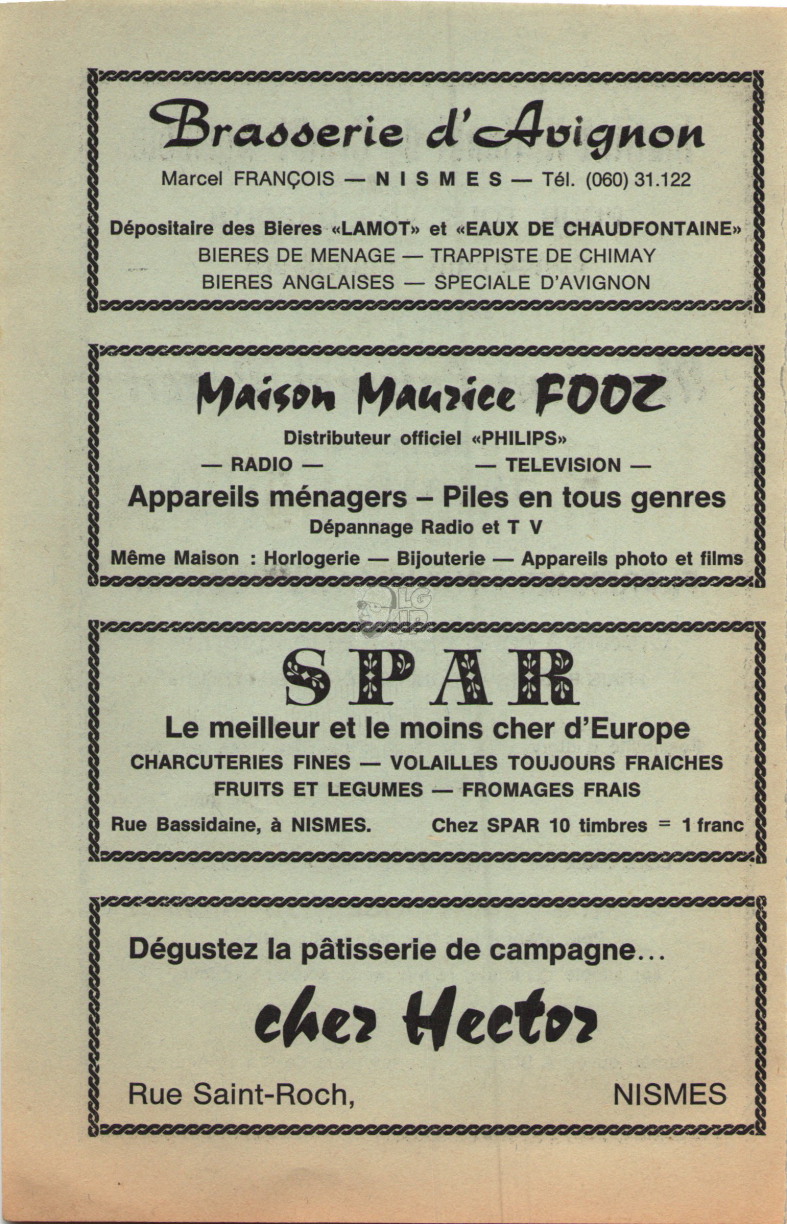 Brasserie d'Avignon
Marcel FRANÇOIS — NISMES — Tél. (060) 31.122
Dépositaire des Bieres «LAMOT» et «EAUX DE CHAUDFONTAINE»
BIERES DE MENAGE — TRAPPISTE DE CHIMAY
BIERES ANGLAISES — SPECIALE D'AVIGNON
Maison Maurice FOOZ
Distributeur officiel «PHILIPS»
— RADIO — — TELEVISION —
Appareils ménagers – Piles en tous genres
Dépannage Radio et T V
Même Maison : Horlogerie — Bijouterie — Appareils photo et films
SPAR
Le meilleur et le moins cher d'Europe
CHARCUTERIES FINES — VOLAILLES TOUJOURS FRAICHES
FRUITS ET LEGUMES — FROMAGES FRAIS
Rue Bassidaine, à NISMES. Chez SPAR 10 timbres = 1 franc
Dégustez la pâtisserie de campagne...
chez Hector
Rue Saint-Roch, NISMES